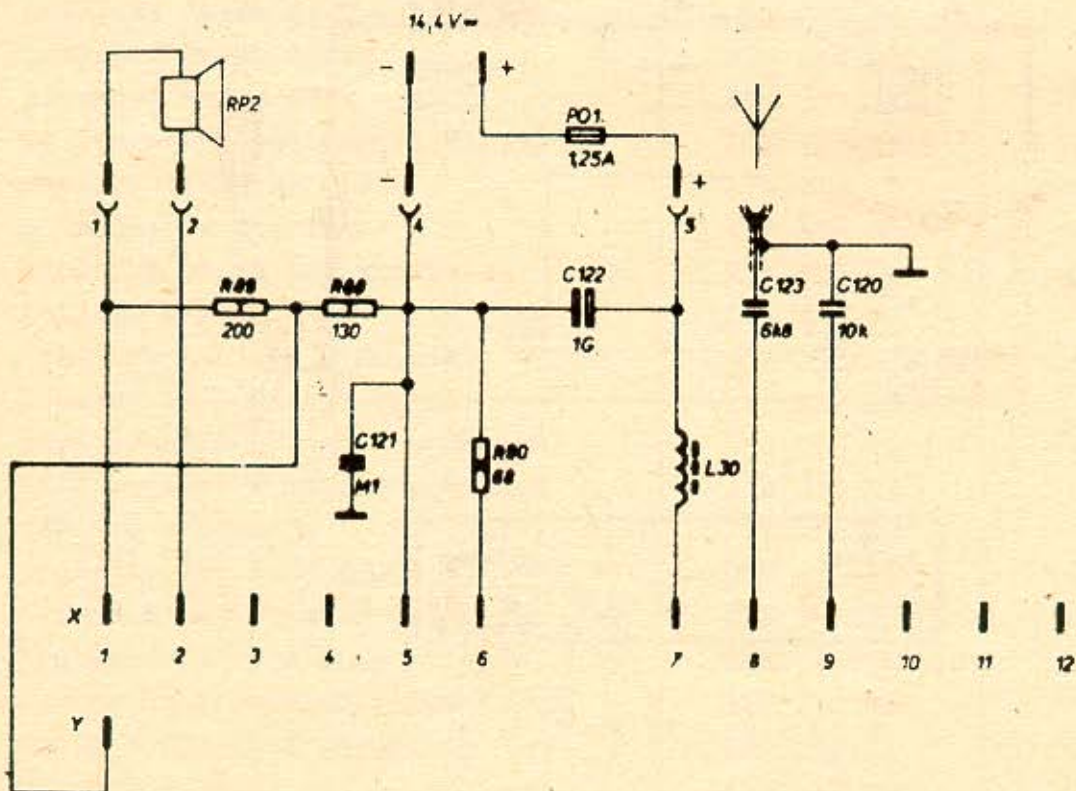 14,4 V=
- +
RP2
PO1.
1,25A
- +
1 2 4 5
C122
1G
R89
200
R88
130
C123
6k8
C120
10k
C121
M1
R90
68
L30
X
1 2 3 4 5 6 7 8 9 10 11 12
Y